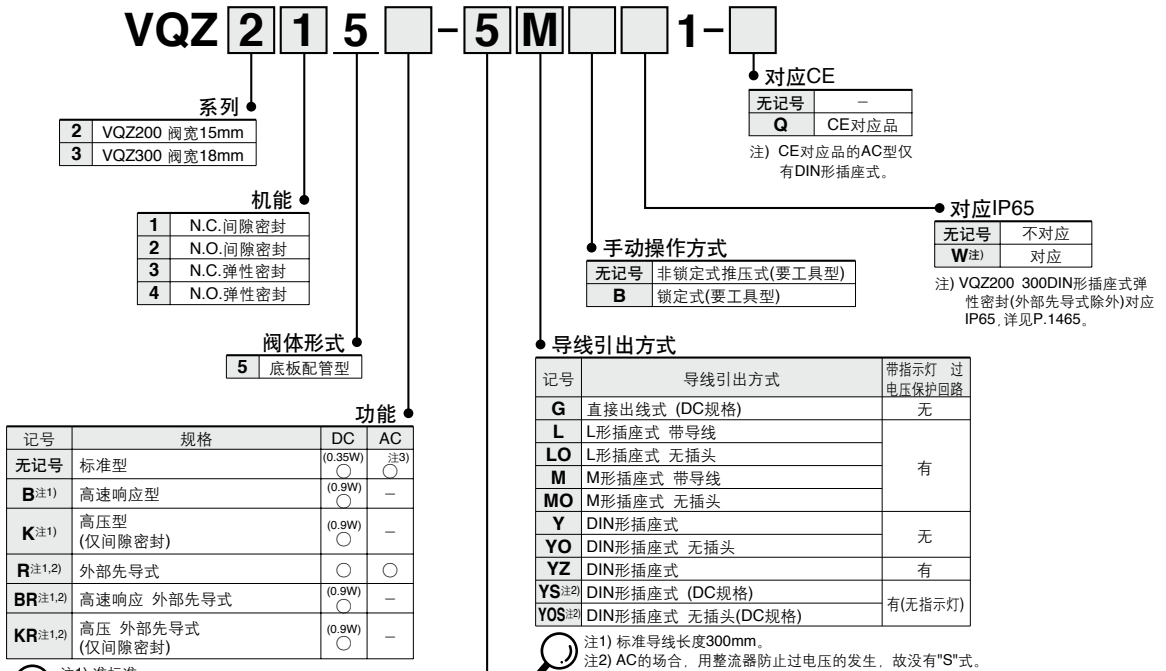 VQZ 2 1 5 -5 M 1-
系列
2 VQZ200 阀宽15mm
3 VQZ300 阀宽18mm
机能
1 N.C.间隙密封
2 N.O.间隙密封
3 N.C.弹性密封
4 N.O.弹性密封
阀体形式
5 底板配管型
功能
记号 规格 DC AC
无记号 标准型 (0.35W) ○ 注3) ○
B注1) 高速响应型 (0.9W) ○ －
K注1) 高压型 (仅间隙密封) (0.9W) ○ －
R注1,2) 外部先导式 ○ ○
BR注1,2) 高速响应 外部先导式 (0.9W) ○ －
KR注1,2) 高压 外部先导式 (仅间隙密封) (0.9W) ○ －
对应CE
无记号 －
Q CE对应品
注) CE对应品的AC型仅
有DIN形插座式。
对应IP65
无记号 不对应
W注) 对应
注) VQZ200 300DIN形插座式弹
性密封(外部先导式除外)对应
IP65,详见P.1465。
手动操作方式
无记号 非锁定式推压式(要工具型)
B 锁定式(要工具型)
导线引出方式
记号 导线引出方式 带指示灯 过
电压保护回路
G 直接出线式 (DC规格) 无
L L形插座式 带导线
LO L形插座式 无插头
有
M M形插座式 带导线
MO M形插座式 无插头
Y DIN形插座式
无
YO DIN形插座式 无插头
YZ DIN形插座式 有
YS注2) DIN形插座式 (DC规格)
有(无指示灯)
YOS注2) DIN形插座式 无插头(DC规格)
注1) 标准导线长度300mm。
注2) AC的场合，用整流器防止过电压的发生，故没有"S"式。